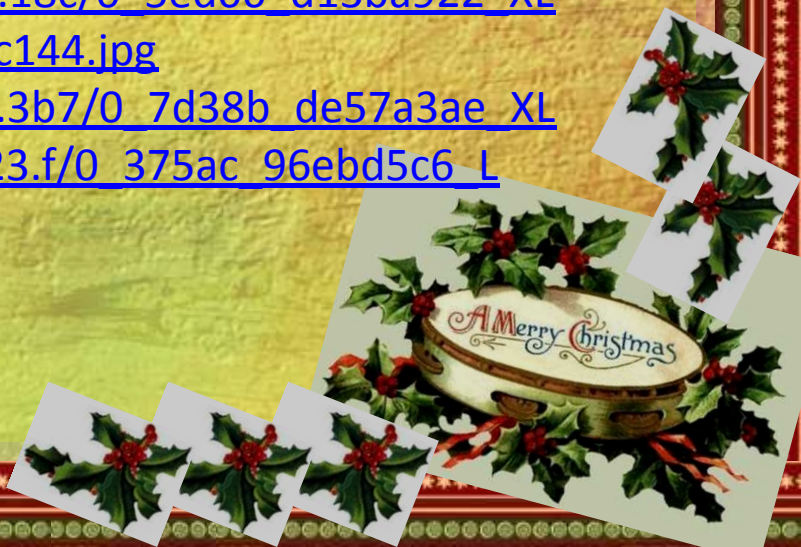 c144.jpg
.3b7/0_7d38b_de57a3ae_XL
23.f/0_375ac_96ebd5c6_L
A Merry Christmas